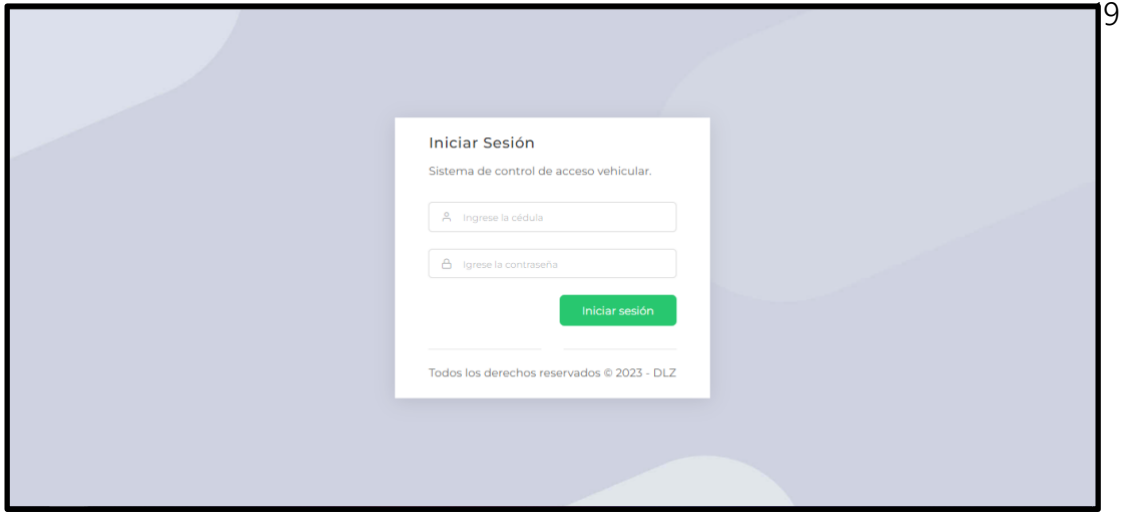 9
Iniciar Sesión
Sistema de control de acceso vehicular.
Ingrese la cédula
Igrese la contraseña
Iniciar sesión
Todos los derechos reservados © 2023 - DLZ